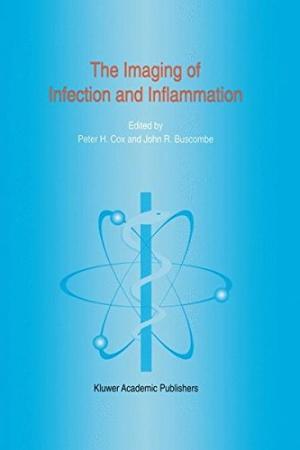 The Imaging of
Infection and Inflammation
Edited by
Peter H. Cox and John R. Buscombe
Kluwer Academic Publishers